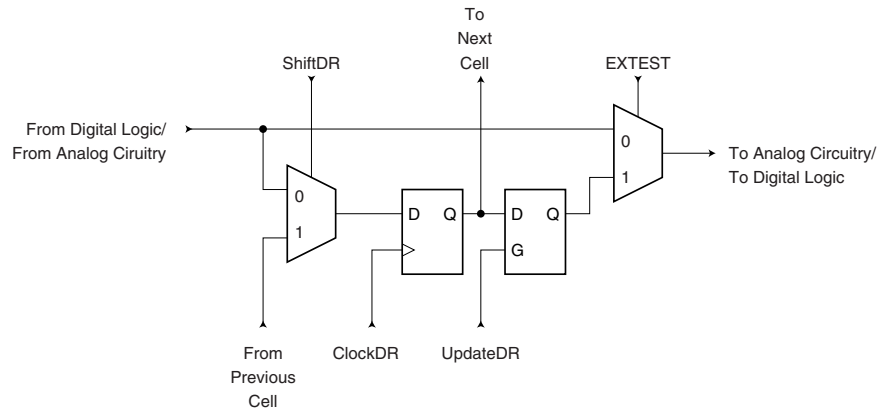 To
Next
Cell
ShiftDR
EXTEST
From Digital Logic/
From Analog Ciruitry
0
1
To Analog Circuitry/
To Digital Logic
0
1
D Q
D Q
G
From
Previous
Cell
ClockDR
UpdateDR